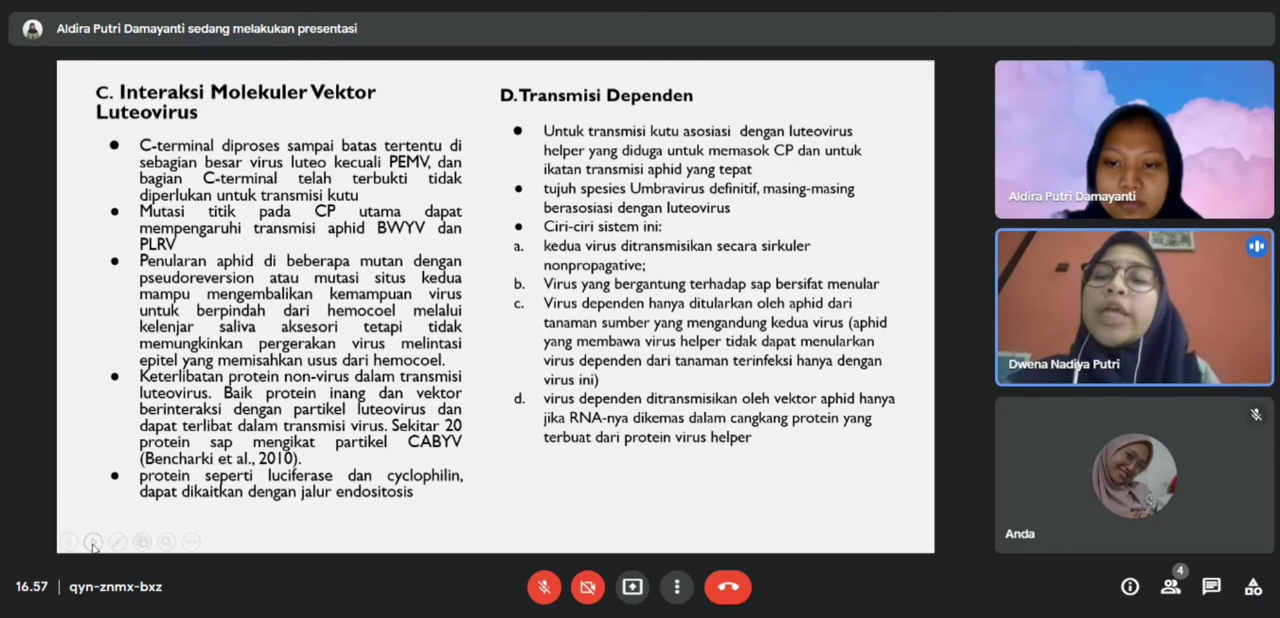 Aldira Putri Damayanti sedang melakukan presentasi
C. Interaksi Molekuler Vektor
Luteovirus
● C-terminal diproses sampai batas tertentu di
sebagian besar virus luteo kecuali PEMV, dan
bagian C-terminal telah terbukti tidak
diperlukan untuk transmisi kutu
● Mutasi titik pada CP utama dapat
mempengaruhi transmisi aphid BWYV dan
PLRV
● Penularan aphid di beberapa mutan dengan
pseudoreversion atau mutasi situs kedua
mampu mengembalikan kemampuan virus
untuk berpindah dari hemocoel melalui
kelenjar saliva aksesori tetapi tidak
memungkinkan pergerakan virus melintasi
epitel yang memisahkan usus dari hemocoel.
● Keterlibatan protein non-virus dalam transmisi
luteovirus. Baik protein inang dan vektor
berinteraksi dengan partikel luteovirus dan
dapat terlibat dalam transmisi virus. Sekitar 20
protein sap mengikat partikel CABYV
(Bencharki et al., 2010).
● protein seperti luciferase dan cyclophilin,
dapat dikaitkan dengan jalur endositosis
D. Transmisi Dependen
● Untuk transmisi kutu asosiasi dengan luteovirus
helper yang diduga untuk memasok CP dan untuk
ikatan transmisi aphid yang tepat
● tujuh spesies Umbravirus definitif, masing-masing
berasosiasi dengan luteovirus
● Ciri-ciri sistem ini:
a. kedua virus ditransmisikan secara sirkuler
nonpropagative;
b. Virus yang bergantung terhadap sap bersifat menular
c. Virus dependen hanya ditularkan oleh aphid dari
tanaman sumber yang mengandung kedua virus (aphid
yang membawa virus helper tidak dapat menularkan
virus dependen dari tanaman terinfeksi hanya dengan
virus ini)
d. virus dependen ditransmisikan oleh vektor aphid hanya
jika RNA-nya dikemas dalam cangkang protein yang
terbuat dari protein virus helper
Aldira Putri Damayanti
Dwena Nadiya Putri
Anda
16.57 | qyn-znmx-bxz
4